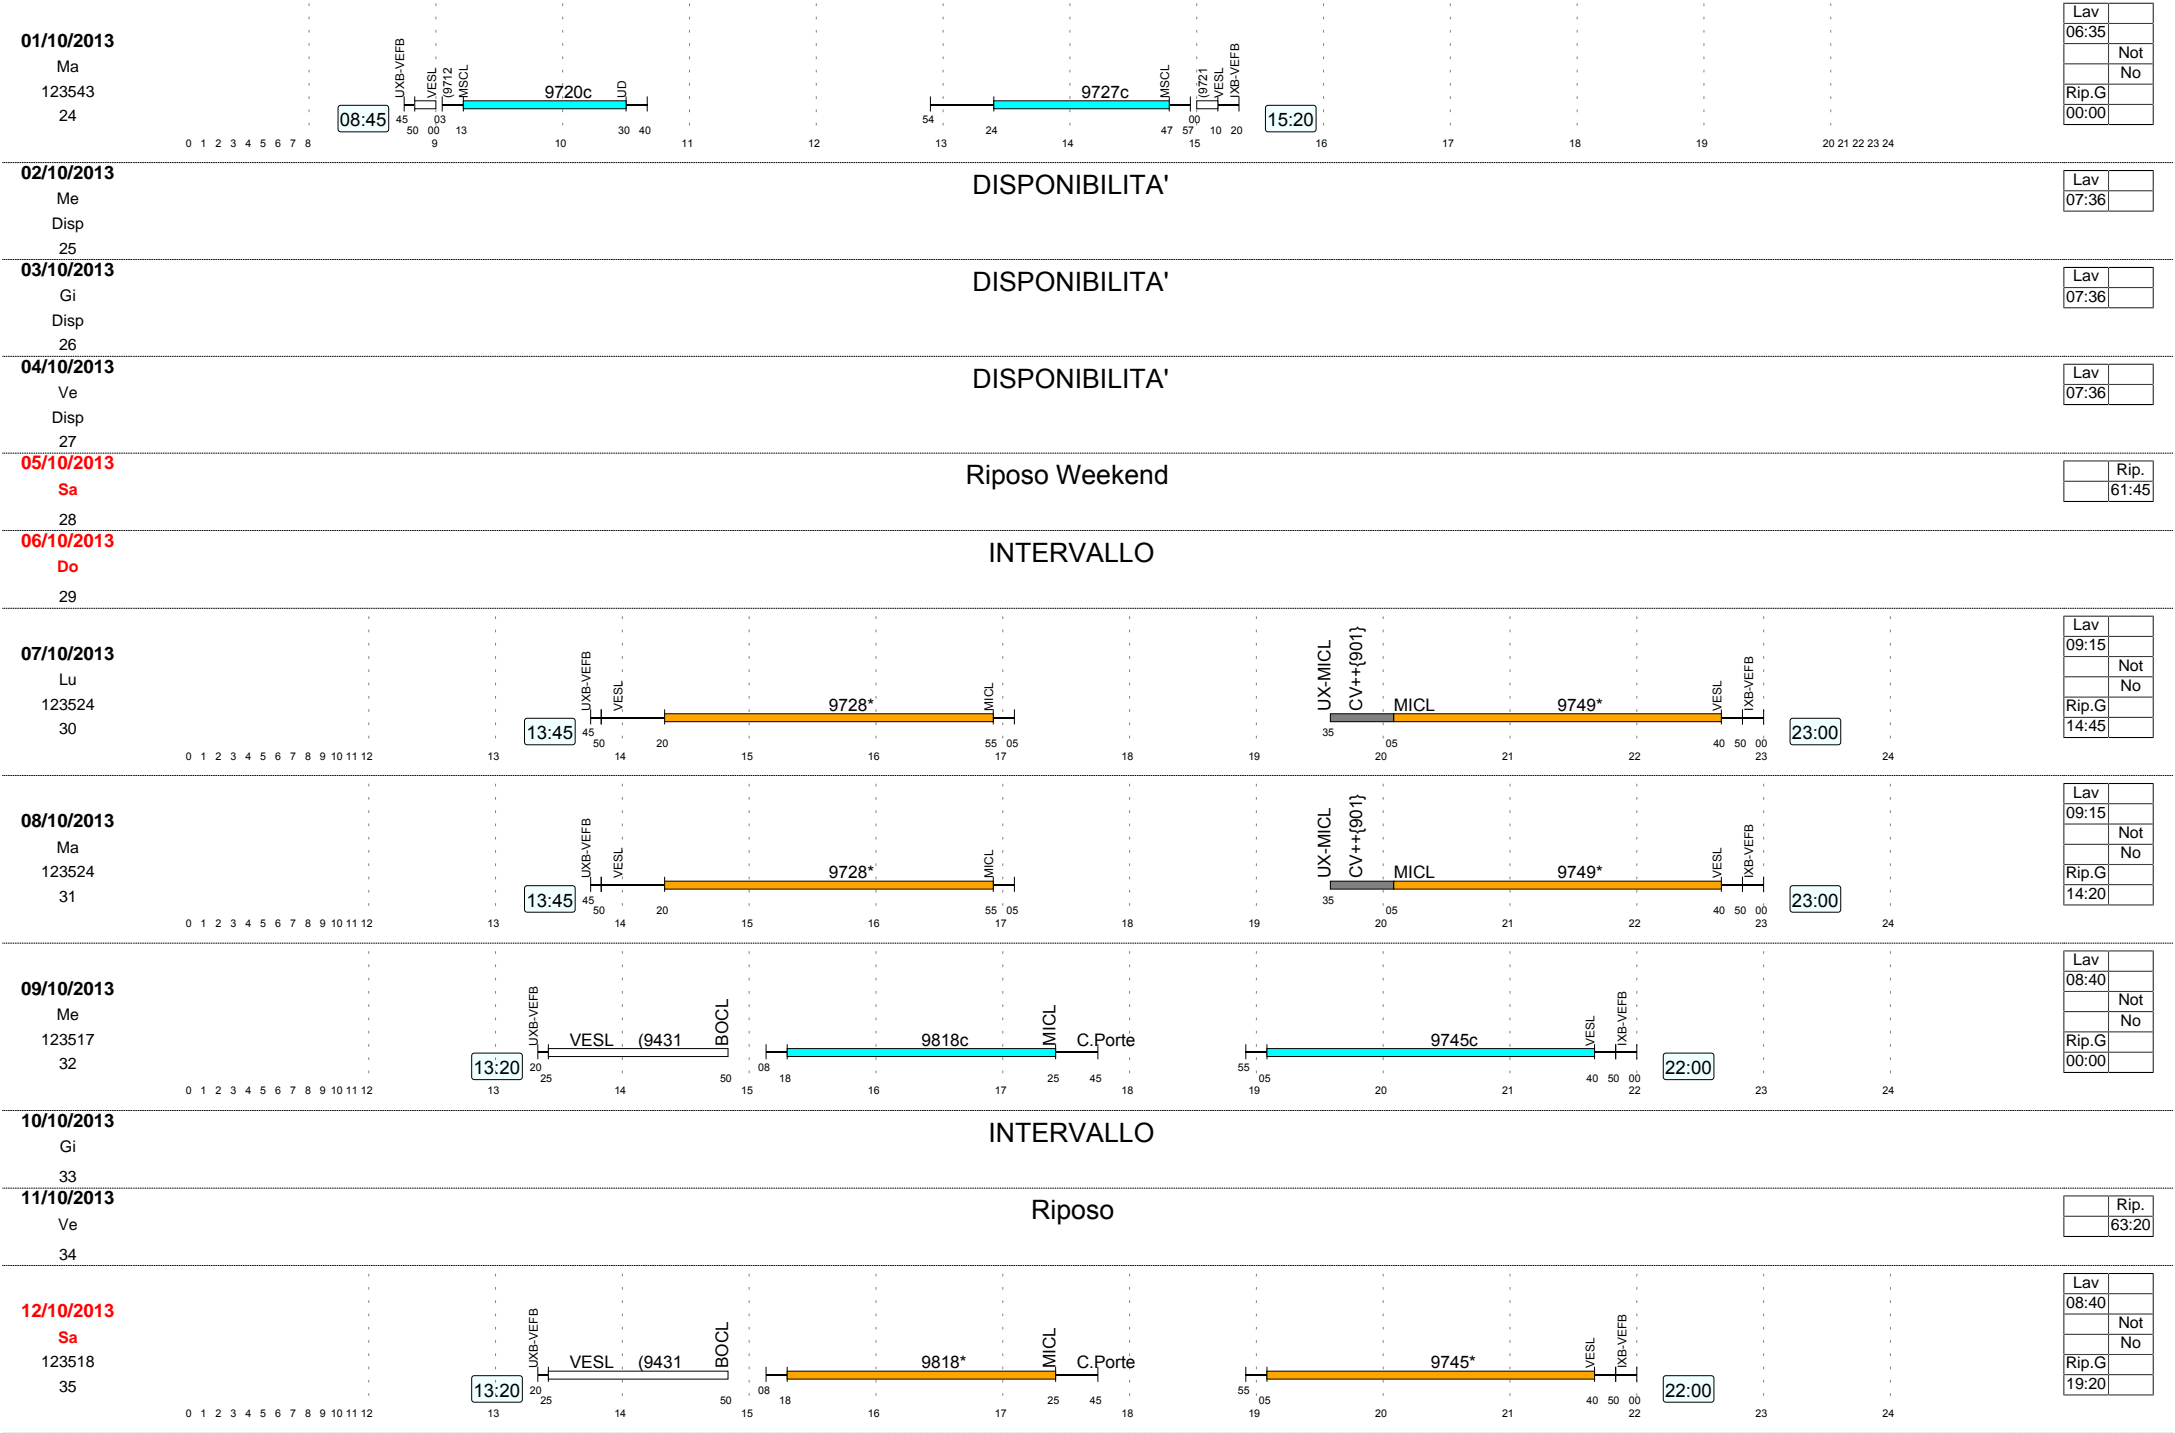 01/10/2013
Ma
123543
24
08:45
UXB-VEFB
VESL
(9712
MSCL
9720c
UD
9727c
MSCL
(9721
VESL
IXB-VEFB
15:20
45 50 00 03 13 30 40 54 24 47 57 00 10 20
0 1 2 3 4 5 6 7 8 9 10 11 12 13 14 15 16 17 18 19 20 21 22 23 24
Lav
06:35
Not
No
Rip.G
00:00
02/10/2013
Me
Disp
25
DISPONIBILITA'
Lav
07:36
03/10/2013
Gi
Disp
26
DISPONIBILITA'
Lav
07:36
04/10/2013
Ve
Disp
27
DISPONIBILITA'
Lav
07:36
05/10/2013
Sa
28
Riposo Weekend
Rip.
61:45
06/10/2013
Do
29
INTERVALLO
07/10/2013
Lu
123524
30
13:45
UXB-VEFB
VESL
9728*
MICL
UX-MICL
CV++{901}
MICL
9749*
VESL
IXB-VEFB
23:00
45 50 20 55 05 35 05 40 50 00
0 1 2 3 4 5 6 7 8 9 10 11 12 13 14 15 16 17 18 19 20 21 22 23 24
Lav
09:15
Not
No
Rip.G
14:45
08/10/2013
Ma
123524
31
13:45
UXB-VEFB
VESL
9728*
MICL
UX-MICL
CV++{901}
MICL
9749*
VESL
IXB-VEFB
23:00
45 50 20 55 05 35 05 40 50 00
0 1 2 3 4 5 6 7 8 9 10 11 12 13 14 15 16 17 18 19 20 21 22 23 24
Lav
09:15
Not
No
Rip.G
14:20
09/10/2013
Me
123517
32
13:20
UXB-VEFB
VESL (9431
BOCL
9818c
MICL
C.Porte
9745c
VESL
IXB-VEFB
22:00
20 25 50 08 18 25 45 55 05 40 50 00
0 1 2 3 4 5 6 7 8 9 10 11 12 13 14 15 16 17 18 19 20 21 22 23 24
Lav
08:40
Not
No
Rip.G
00:00
10/10/2013
Gi
33
INTERVALLO
11/10/2013
Ve
34
Riposo
Rip.
63:20
12/10/2013
Sa
123518
35
13:20
UXB-VEFB
VESL (9431
BOCL
9818*
MICL
C.Porte
9745*
VESL
IXB-VEFB
22:00
20 25 50 08 18 25 45 55 05 40 50 00
0 1 2 3 4 5 6 7 8 9 10 11 12 13 14 15 16 17 18 19 20 21 22 23 24
Lav
08:40
Not
No
Rip.G
19:20